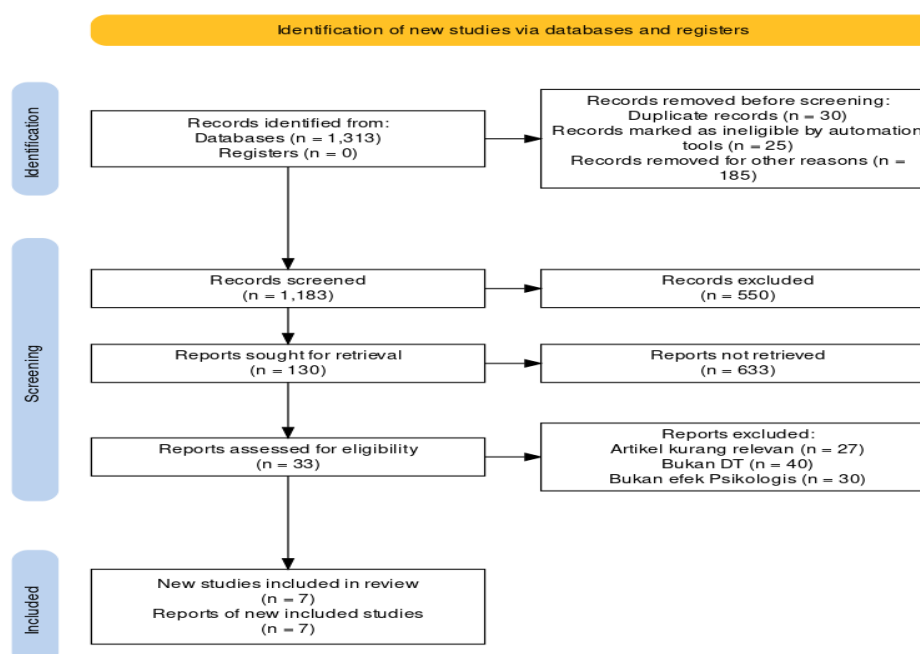 Identification of new studies via databases and registers
Identification
Records identified from:
Databases (n = 1,313)
Registers (n = 0)
Records removed before screening:
Duplicate records (n = 30)
Records marked as ineligible by automation
tools (n = 25)
Records removed for other reasons (n =
185)
Screening
Records screened
(n = 1,183)
Records excluded
(n = 550)
Reports sought for retrieval
(n = 130)
Reports not retrieved
(n = 633)
Reports assessed for eligibility
(n = 33)
Reports excluded:
Artikel kurang relevan (n = 27)
Bukan DT (n = 40)
Bukan efek Psikologis (n = 30)
Included
New studies included in review
(n = 7)
Reports of new included studies
(n = 7)